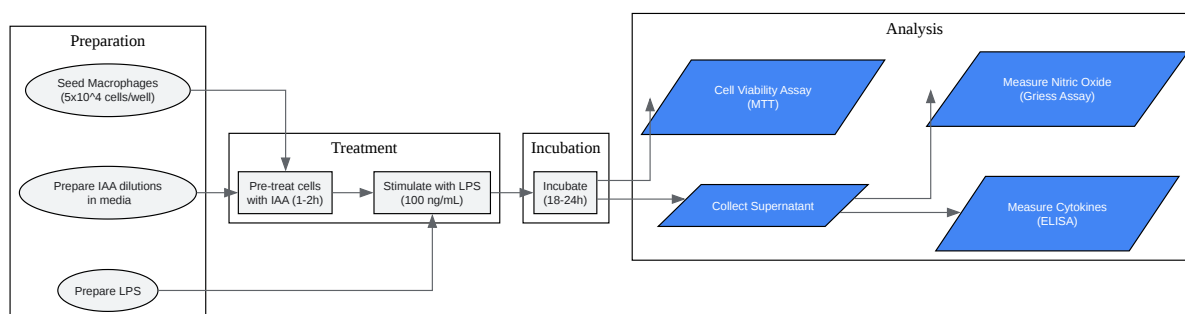 Preparation
Seed Macrophages
(5x10^4 cells/well)
Prepare IAA dilutions
in media
Prepare LPS
Treatment
Pre-treat cells
with IAA (1-2h)
Stimulate with LPS
(100 ng/mL)
Incubation
Incubate
(18-24h)
Analysis
Cell Viability Assay
(MTT)
Collect Supernatant
Measure Nitric Oxide
(Griess Assay)
Measure Cytokines
(ELISA)